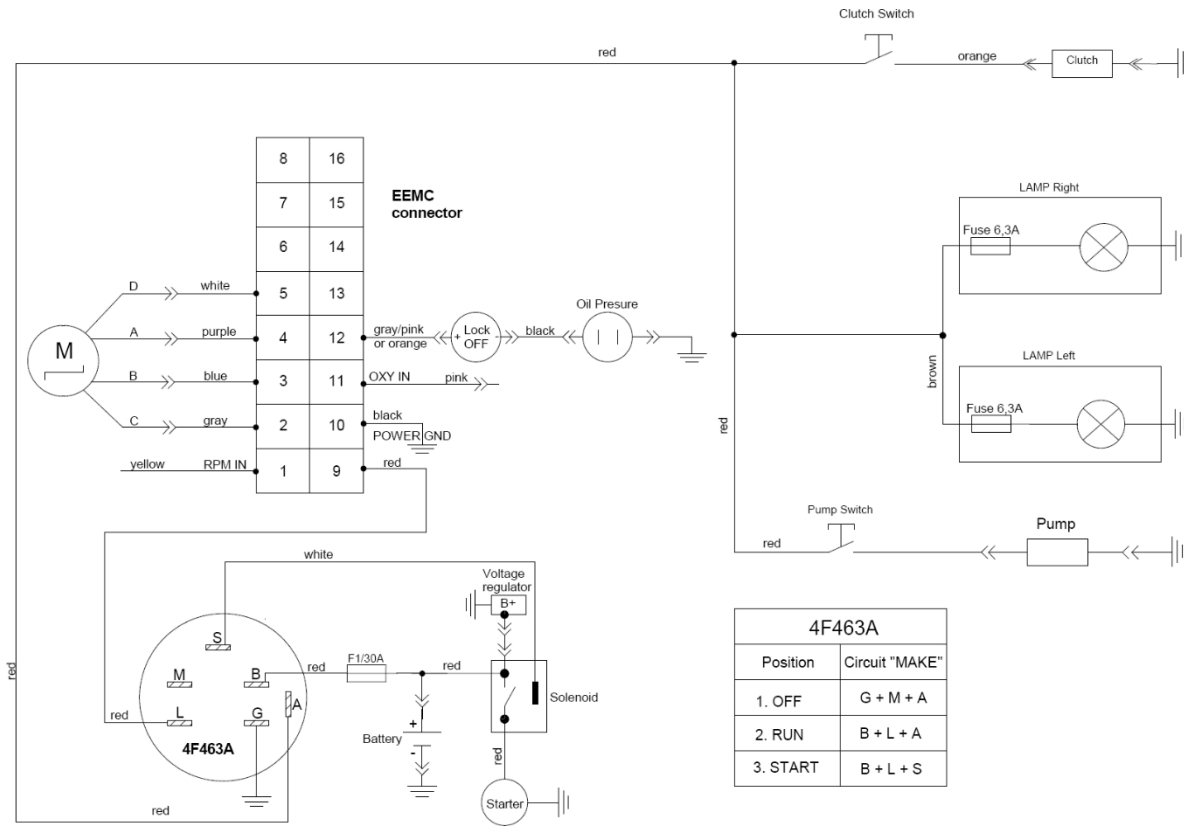 Clutch Switch
red
orange
Clutch
8 16
7 15
6 14
5 13
4 12
3 11
2 10
1 9
EEMC
connector
D white
A purple
B blue
C gray
yellow RPM IN
M
gray/pink
or orange
+ Lock
OFF
black
Oil Presure
OXY IN pink
black
POWER GND
red
LAMP Right
Fuse 6,3A
LAMP Left
Fuse 6,3A
brown
red
Pump Switch
red
Pump
white
Voltage
regulator
B+
S
M B
L G
A
4F463A
red
red
F1/30A
red
Solenoid
+
Battery
-
red
Starter
red
red
4F463A
Position Circuit "MAKE"
1. OFF G + M + A
2. RUN B + L + A
3. START B + L + S